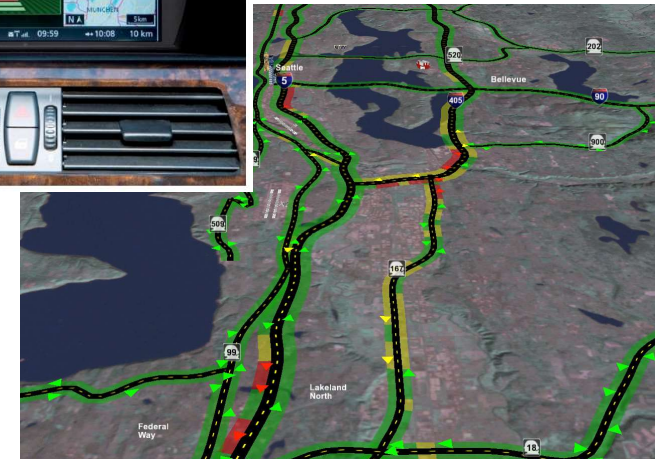 MÜNCHEN
N
5km
09:59
10:08
10 km
Seattle
5
520
202
Bellevue
90
405
900
509
167
99
Lakeland
North
Federal
Way
18